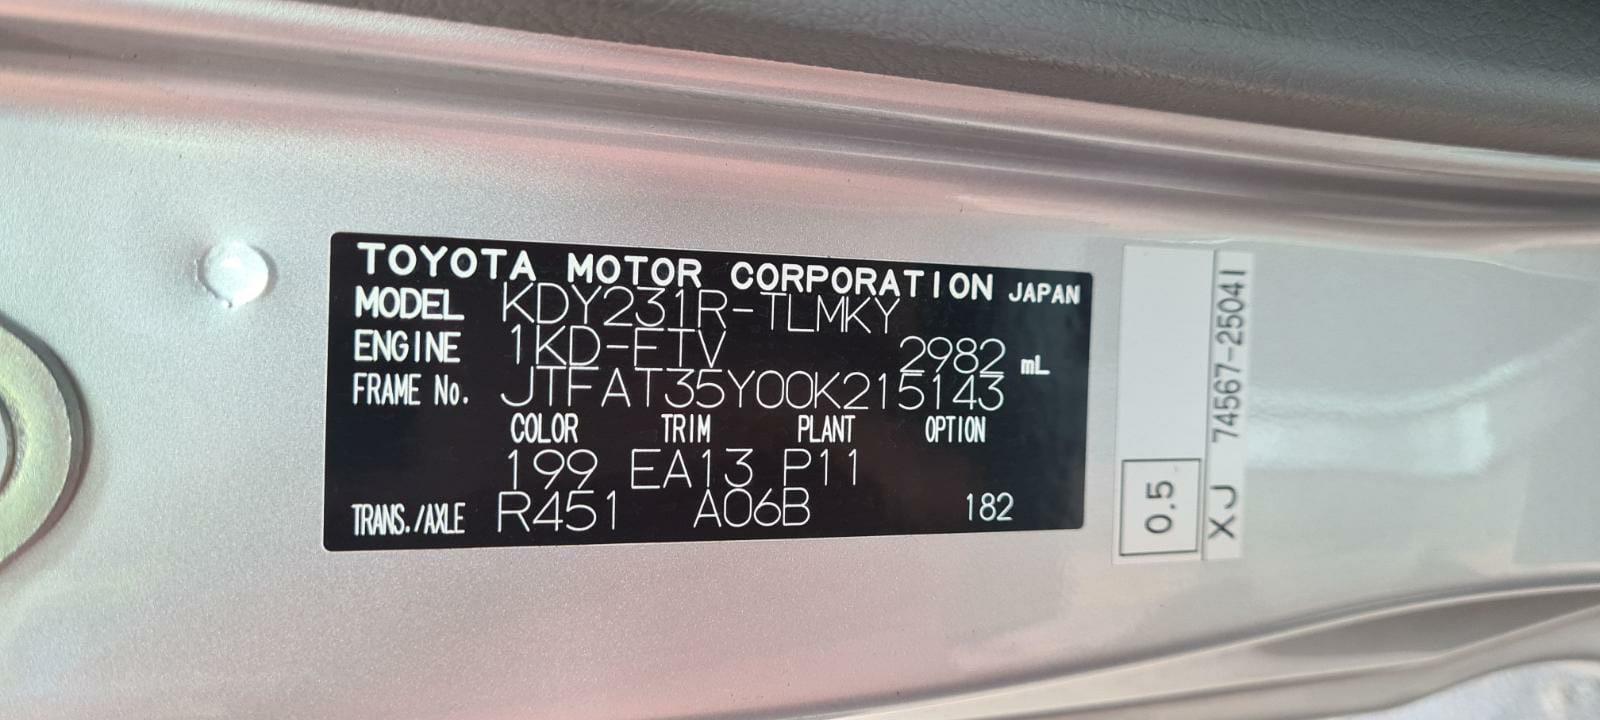 TOYOTA MOTOR CORPORATION JAPAN
MODEL KDY231R-TLMKY
ENGINE 1KD-FTV 2982 mL
FRAME No. JTFAT35Y00K215143
COLOR TRIM PLANT OPTION
199 EA13 P11
TRANS./AXLE R451 A06B 182
0.5
XJ 74567-25041